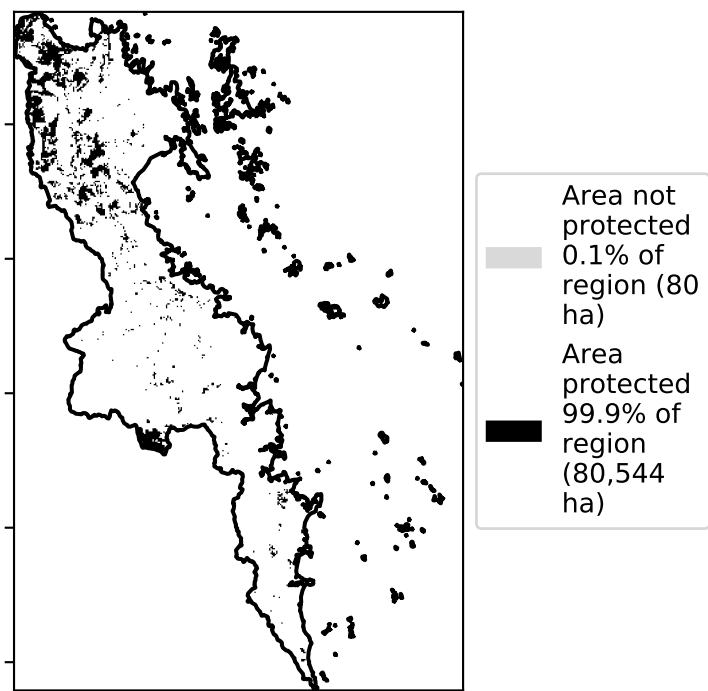 Area not
protected
0.1% of
region (80
ha)
Area
protected
99.9% of
region
(80,544
ha)